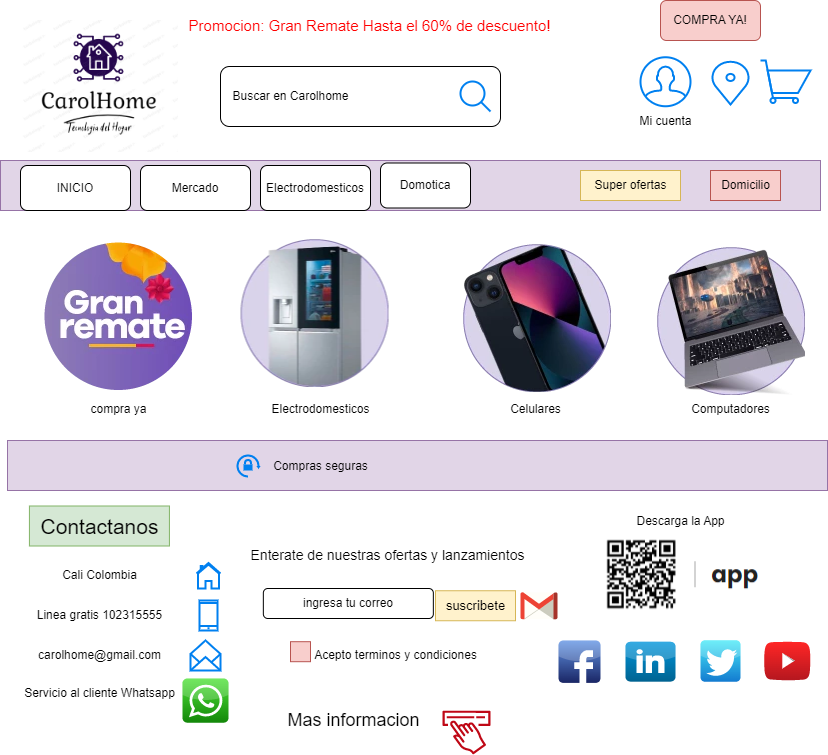 Promocion: Gran Remate Hasta el 60% de descuento!
COMPRA YA!
CarolHome
Tecnologia del Hogar
Buscar en Carolhome
Mi cuenta
INICIO
Mercado
Electrodomesticos
Domotica
Super ofertas
Domicilio
Gran
remate
compra ya
Electrodomesticos
Celulares
Computadores
Compras seguras
Contactanos
Cali Colombia
Linea gratis 102315555
carolhome@gmail.com
Servicio al cliente Whatsapp
Enterate de nuestras ofertas y lanzamientos
ingresa tu correo
suscribete
Acepto terminos y condiciones
Mas informacion
Descarga la App
app
f
in